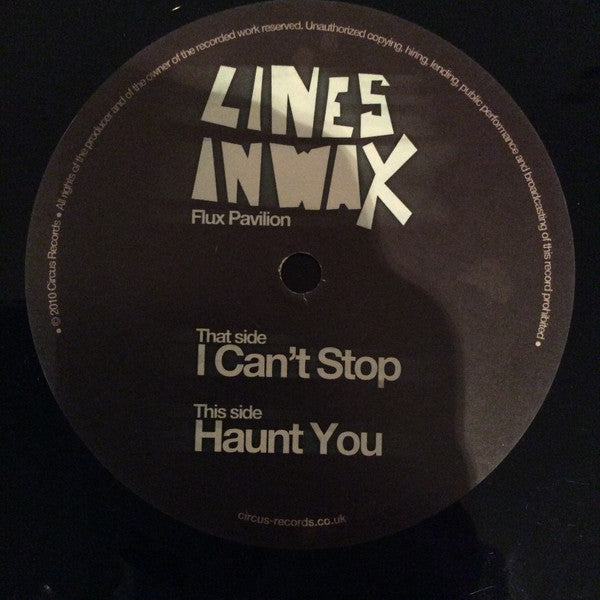 • © 2010 Circus Records • All rights of the producer and of the owner of the recorded work reserved. Unauthorized copying, hiring, lending, public performance and broadcasting of this record prohibited •
LINES
IN WAX
Flux Pavilion
That side
I Can't Stop
This side
Haunt You
circus-records.co.uk